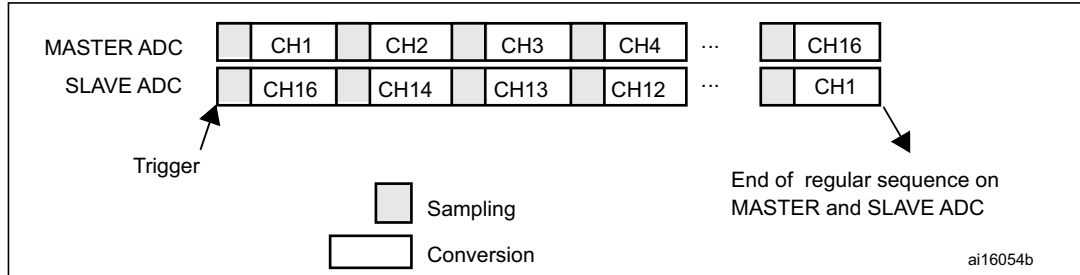 MASTER ADC CH1 CH2 CH3 CH4 ... CH16
SLAVE ADC CH16 CH14 CH13 CH12 ... CH1
Trigger
End of regular sequence on
MASTER and SLAVE ADC
Sampling
Conversion
ai16054b